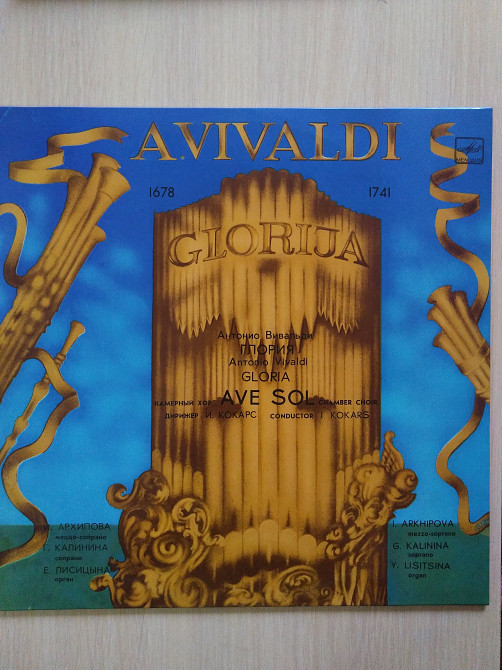 A.VIVALDI
1678 1741
GLORIJA
Антонио Вивальди
ГЛОРИЯ
Antonio Vivaldi
GLORIA
КАМЕРНЫЙ ХОР "AVE SOL" CHAMBER CHOIR
ДИРИЖЕР И. КОКАРС CONDUCTOR I. KOKARS
И. АРХИПОВА
меццо-сопрано
Г. КАЛИНИНА
сопрано
Е. ЛИСИЦЫНА
орган
I. ARKHIPOVA
mezzo-soprano
G. KALININA
soprano
Y. LISITSINA
organ